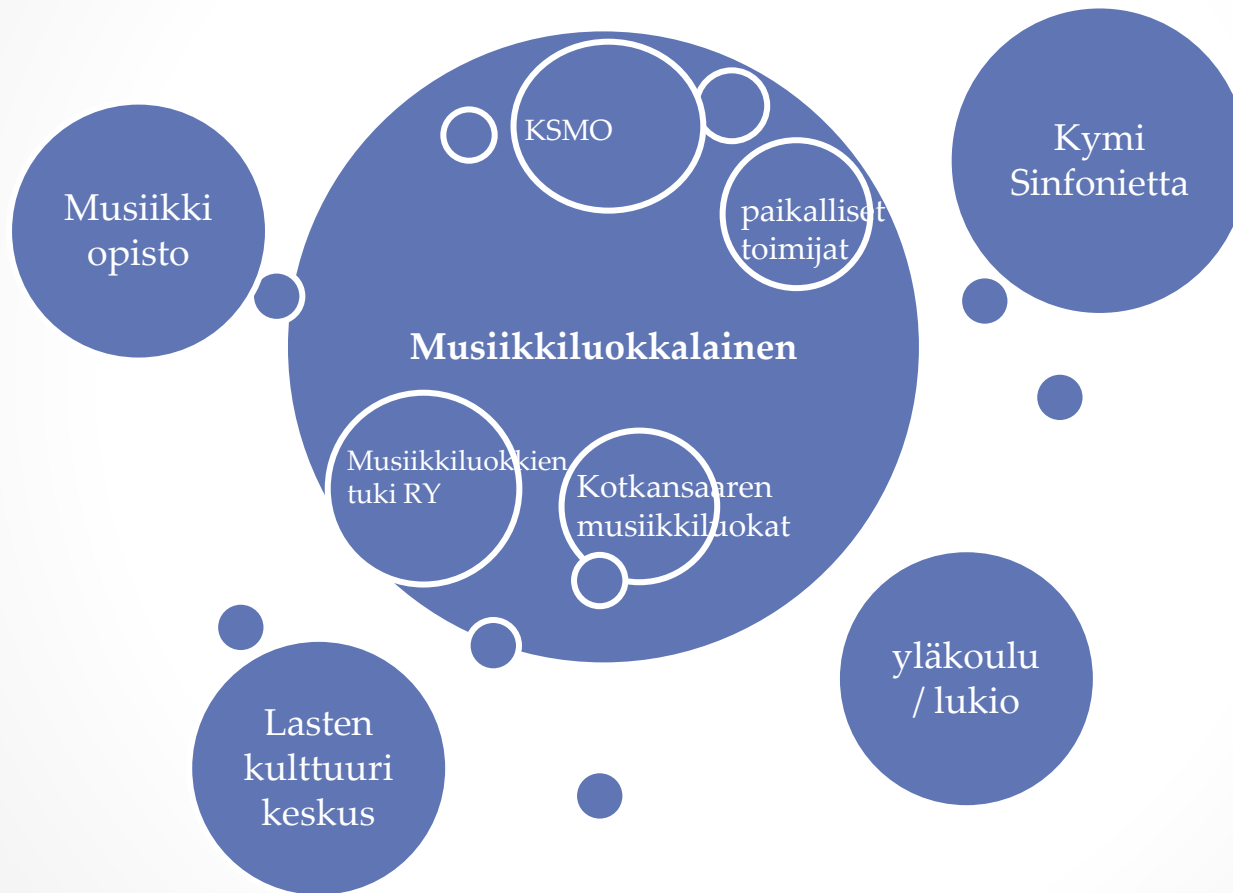 KSMO
Kymi
Sinfonietta
Musiikki
opisto
paikalliset
toimijat
Musiikkiluokkalainen
Musiikkiluokkien
tuki RY
Kotkansaaren
musiikkiluokat
yläkoulu
/ lukio
Lasten
kulttuuri
keskus